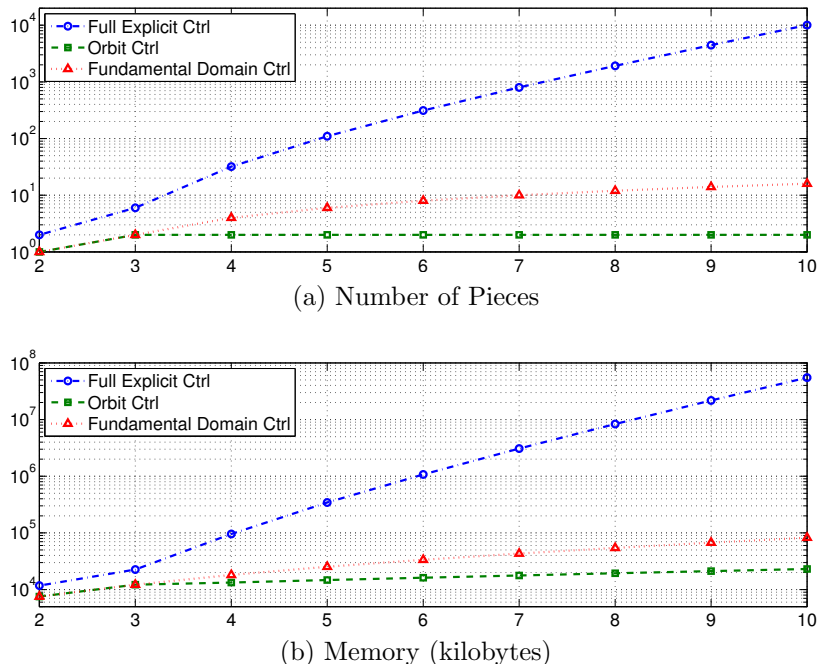 10^4
10^3
10^2
10^1
10^0
Full Explicit Ctrl
Orbit Ctrl
Fundamental Domain Ctrl
2 3 4 5 6 7 8 9 10
(a) Number of Pieces
10^8
10^7
10^6
10^5
10^4
Full Explicit Ctrl
Orbit Ctrl
Fundamental Domain Ctrl
2 3 4 5 6 7 8 9 10
(b) Memory (kilobytes)